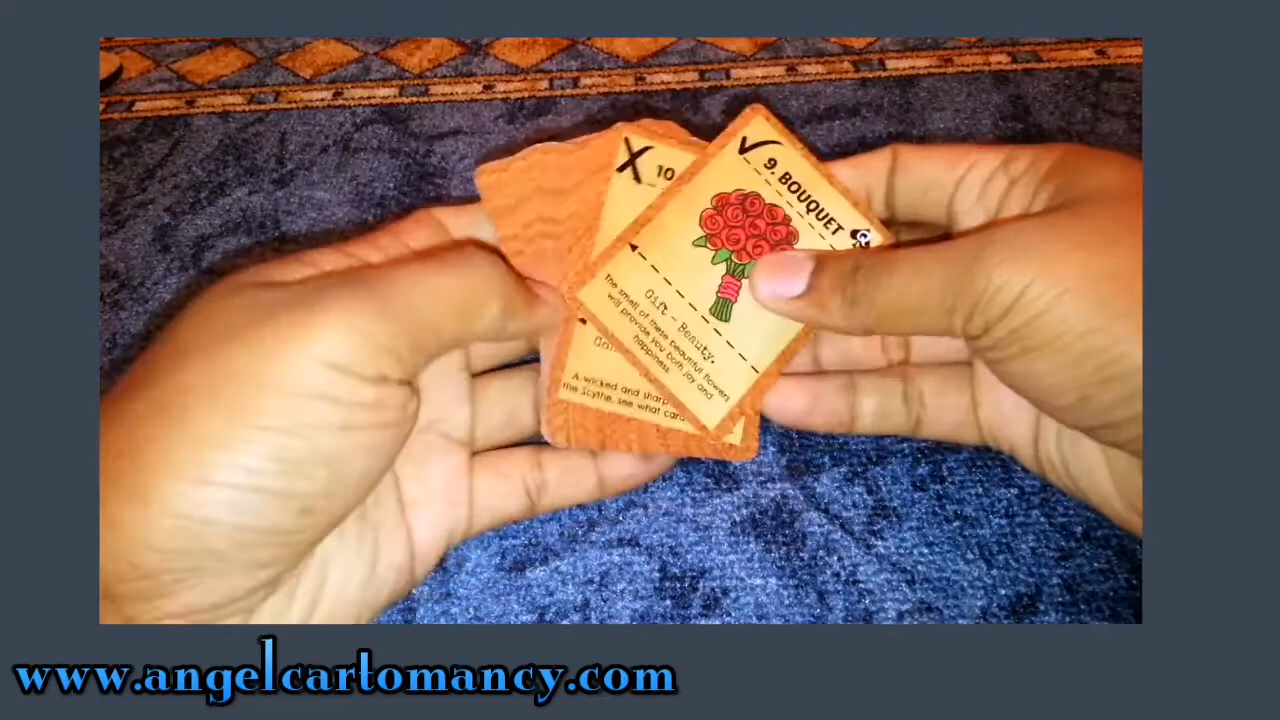 9. BOUQUET
Q
Gift - Beauty.
The smell of these beautiful flowers
will provide you both joy and
happiness.
X 10
A wicked and sharp
the Scythe, see what card
www.angelcartomancy.com